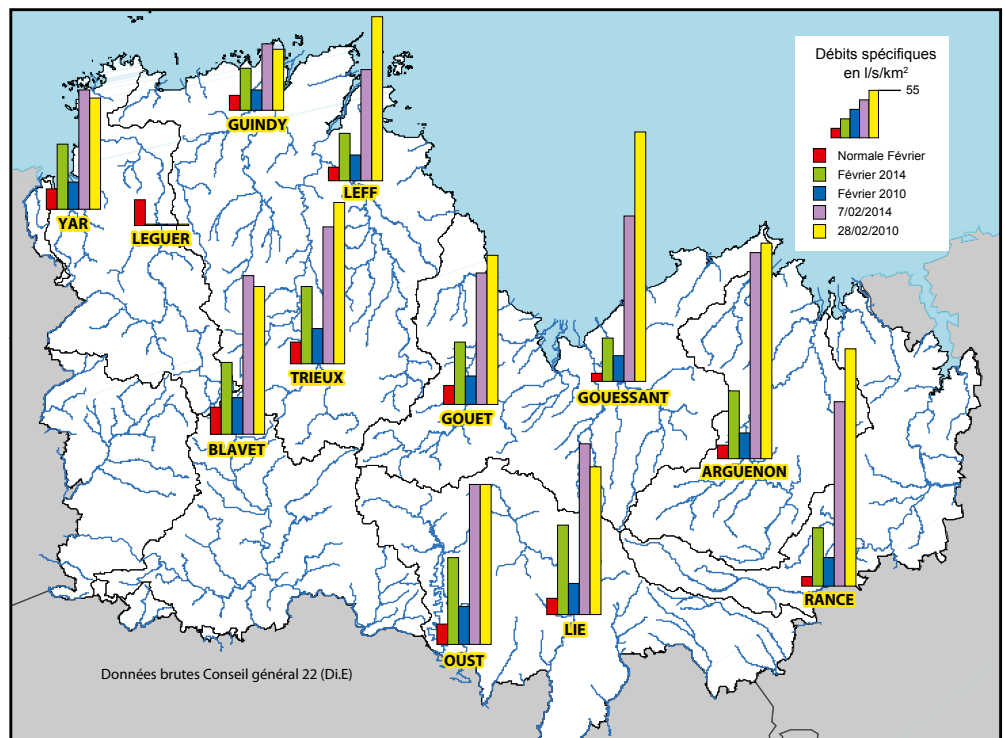 Débits spécifiques
en l/s/km²
55
Normale Février
Février 2014
Février 2010
7/02/2014
28/02/2010
GUINDY
LEFF
YAR
LEGUER
TRIEUX
GOUET
GOUESSANT
BLAVET
ARGUENON
RANCE
LIE
OUST
Données brutes Conseil général 22 (Di.E)